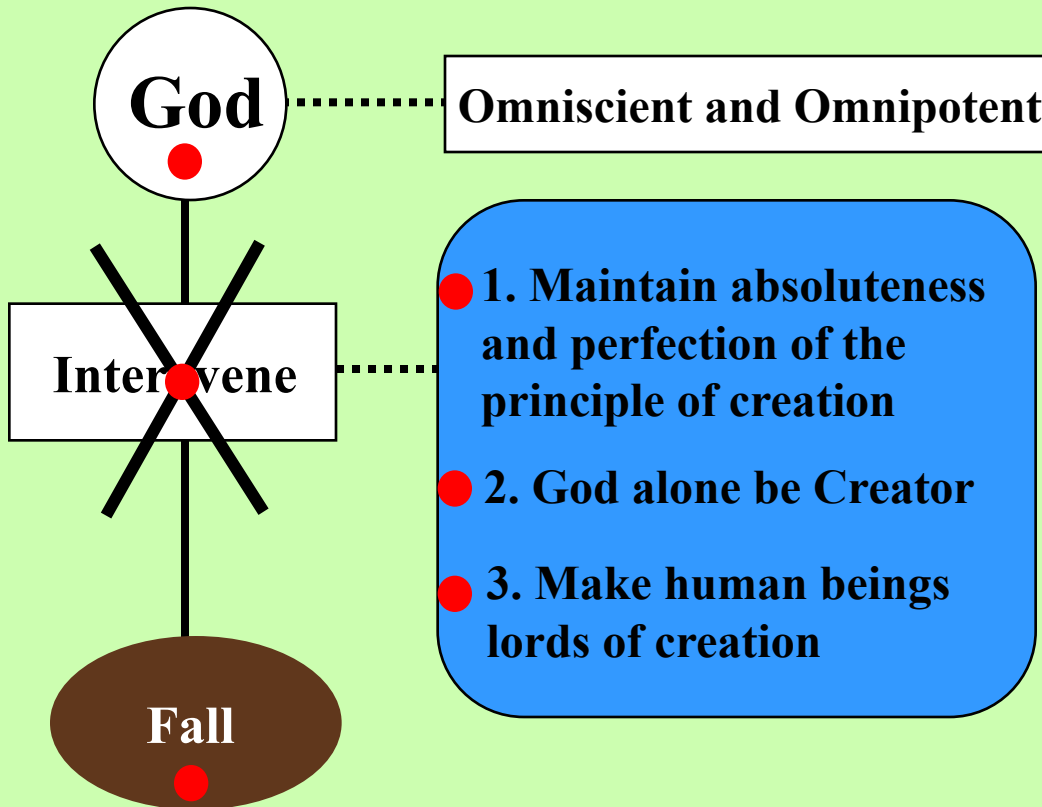 God
Omniscient and Omnipotent
Intervene
1. Maintain absoluteness
and perfection of the
principle of creation
2. God alone be Creator
3. Make human beings
lords of creation
Fall